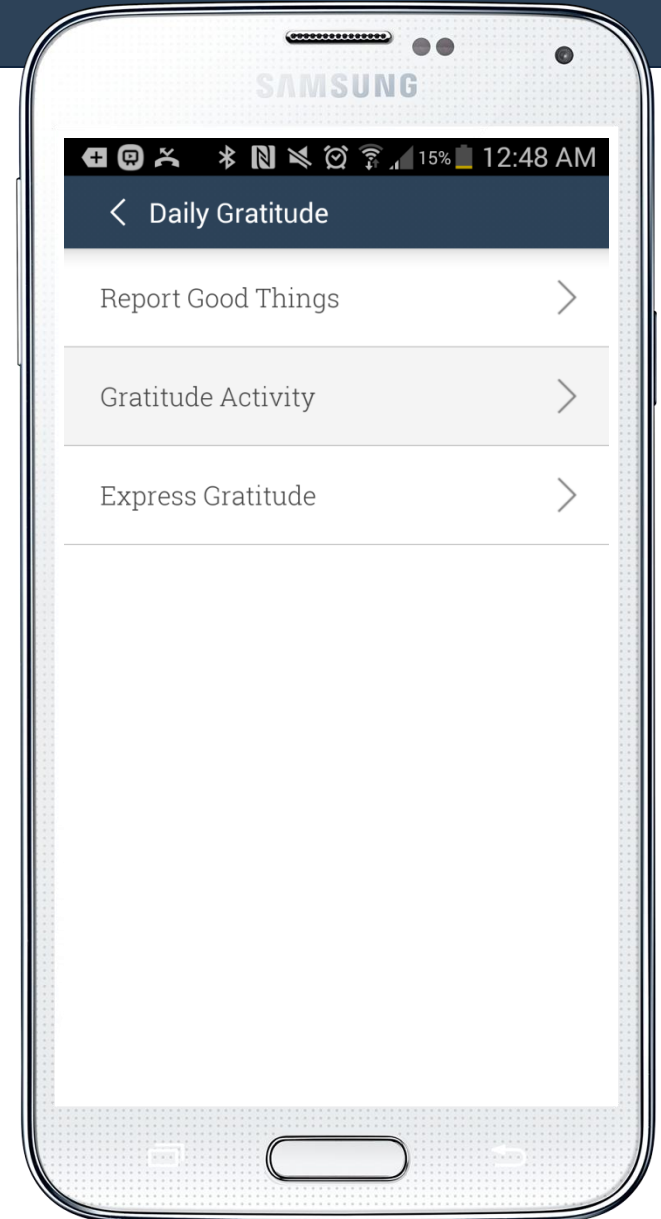 SAMSUNG
15% 12:48 AM
Daily Gratitude
Report Good Things
Gratitude Activity
Express Gratitude